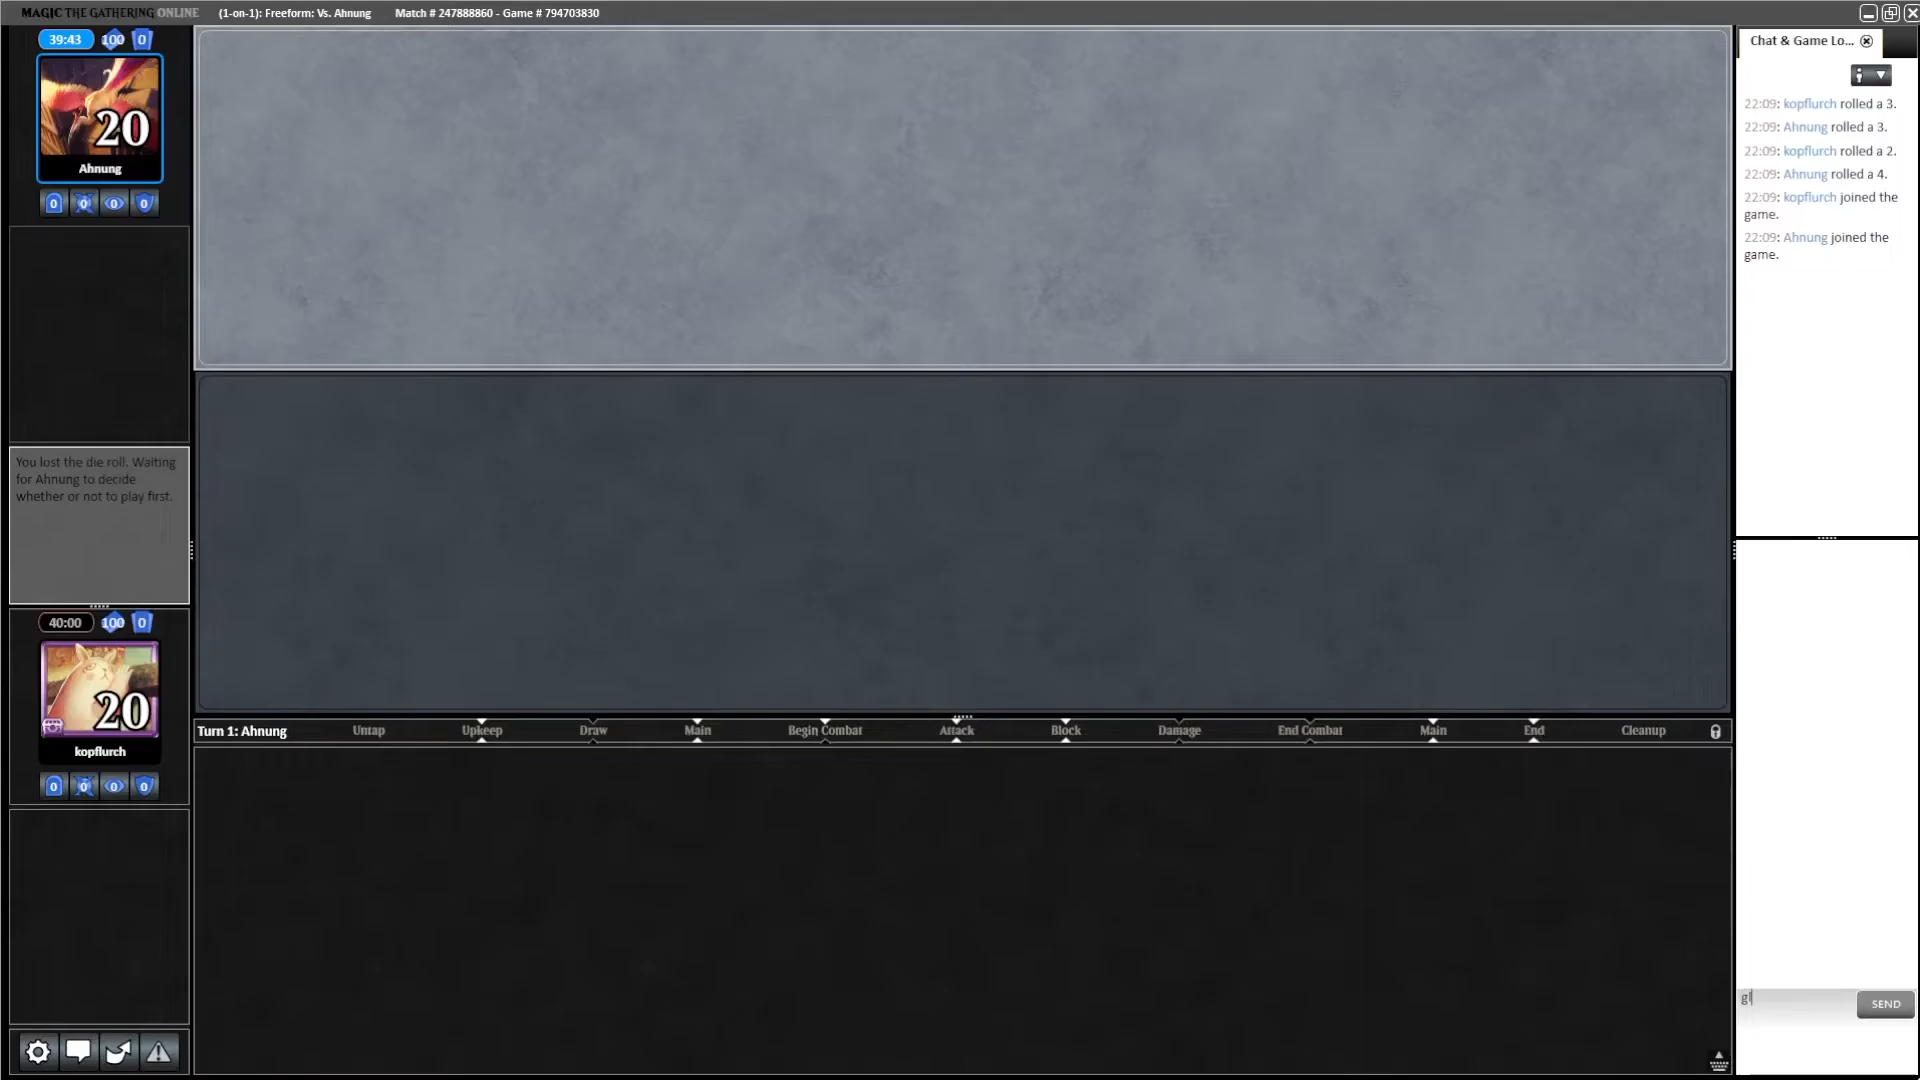 MAGIC THE GATHERING ONLINE (1-on-1): Freeform: Vs. Ahnung Match # 247888860 - Game # 794703830
39:43 100 0
20
Ahnung
0 0 0 0
You lost the die roll. Waiting
for Ahnung to decide
whether or not to play first.
40:00 100 0
20
kopflurch
0 0 0 0
Turn 1: Ahnung Untap Upkeep Draw Main Begin Combat Attack Block Damage End Combat Main End Cleanup
Chat & Game Lo...
22:09: kopflurch rolled a 3.
22:09: Ahnung rolled a 3.
22:09: kopflurch rolled a 2.
22:09: Ahnung rolled a 4.
22:09: kopflurch joined the
game.
22:09: Ahnung joined the
game.
gl
SEND